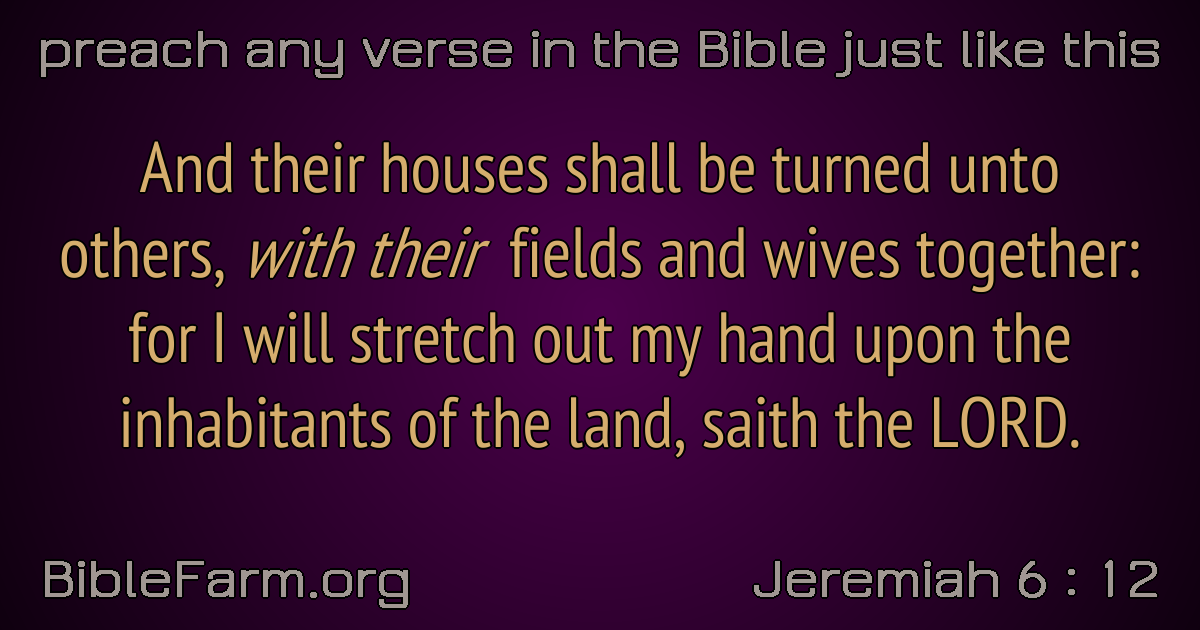 preach any verse in the Bible just like this
And their houses shall be turned unto
others, with their fields and wives together:
for I will stretch out my hand upon the
inhabitants of the land, saith the LORD.
BibleFarm.org
Jeremiah 6 : 12